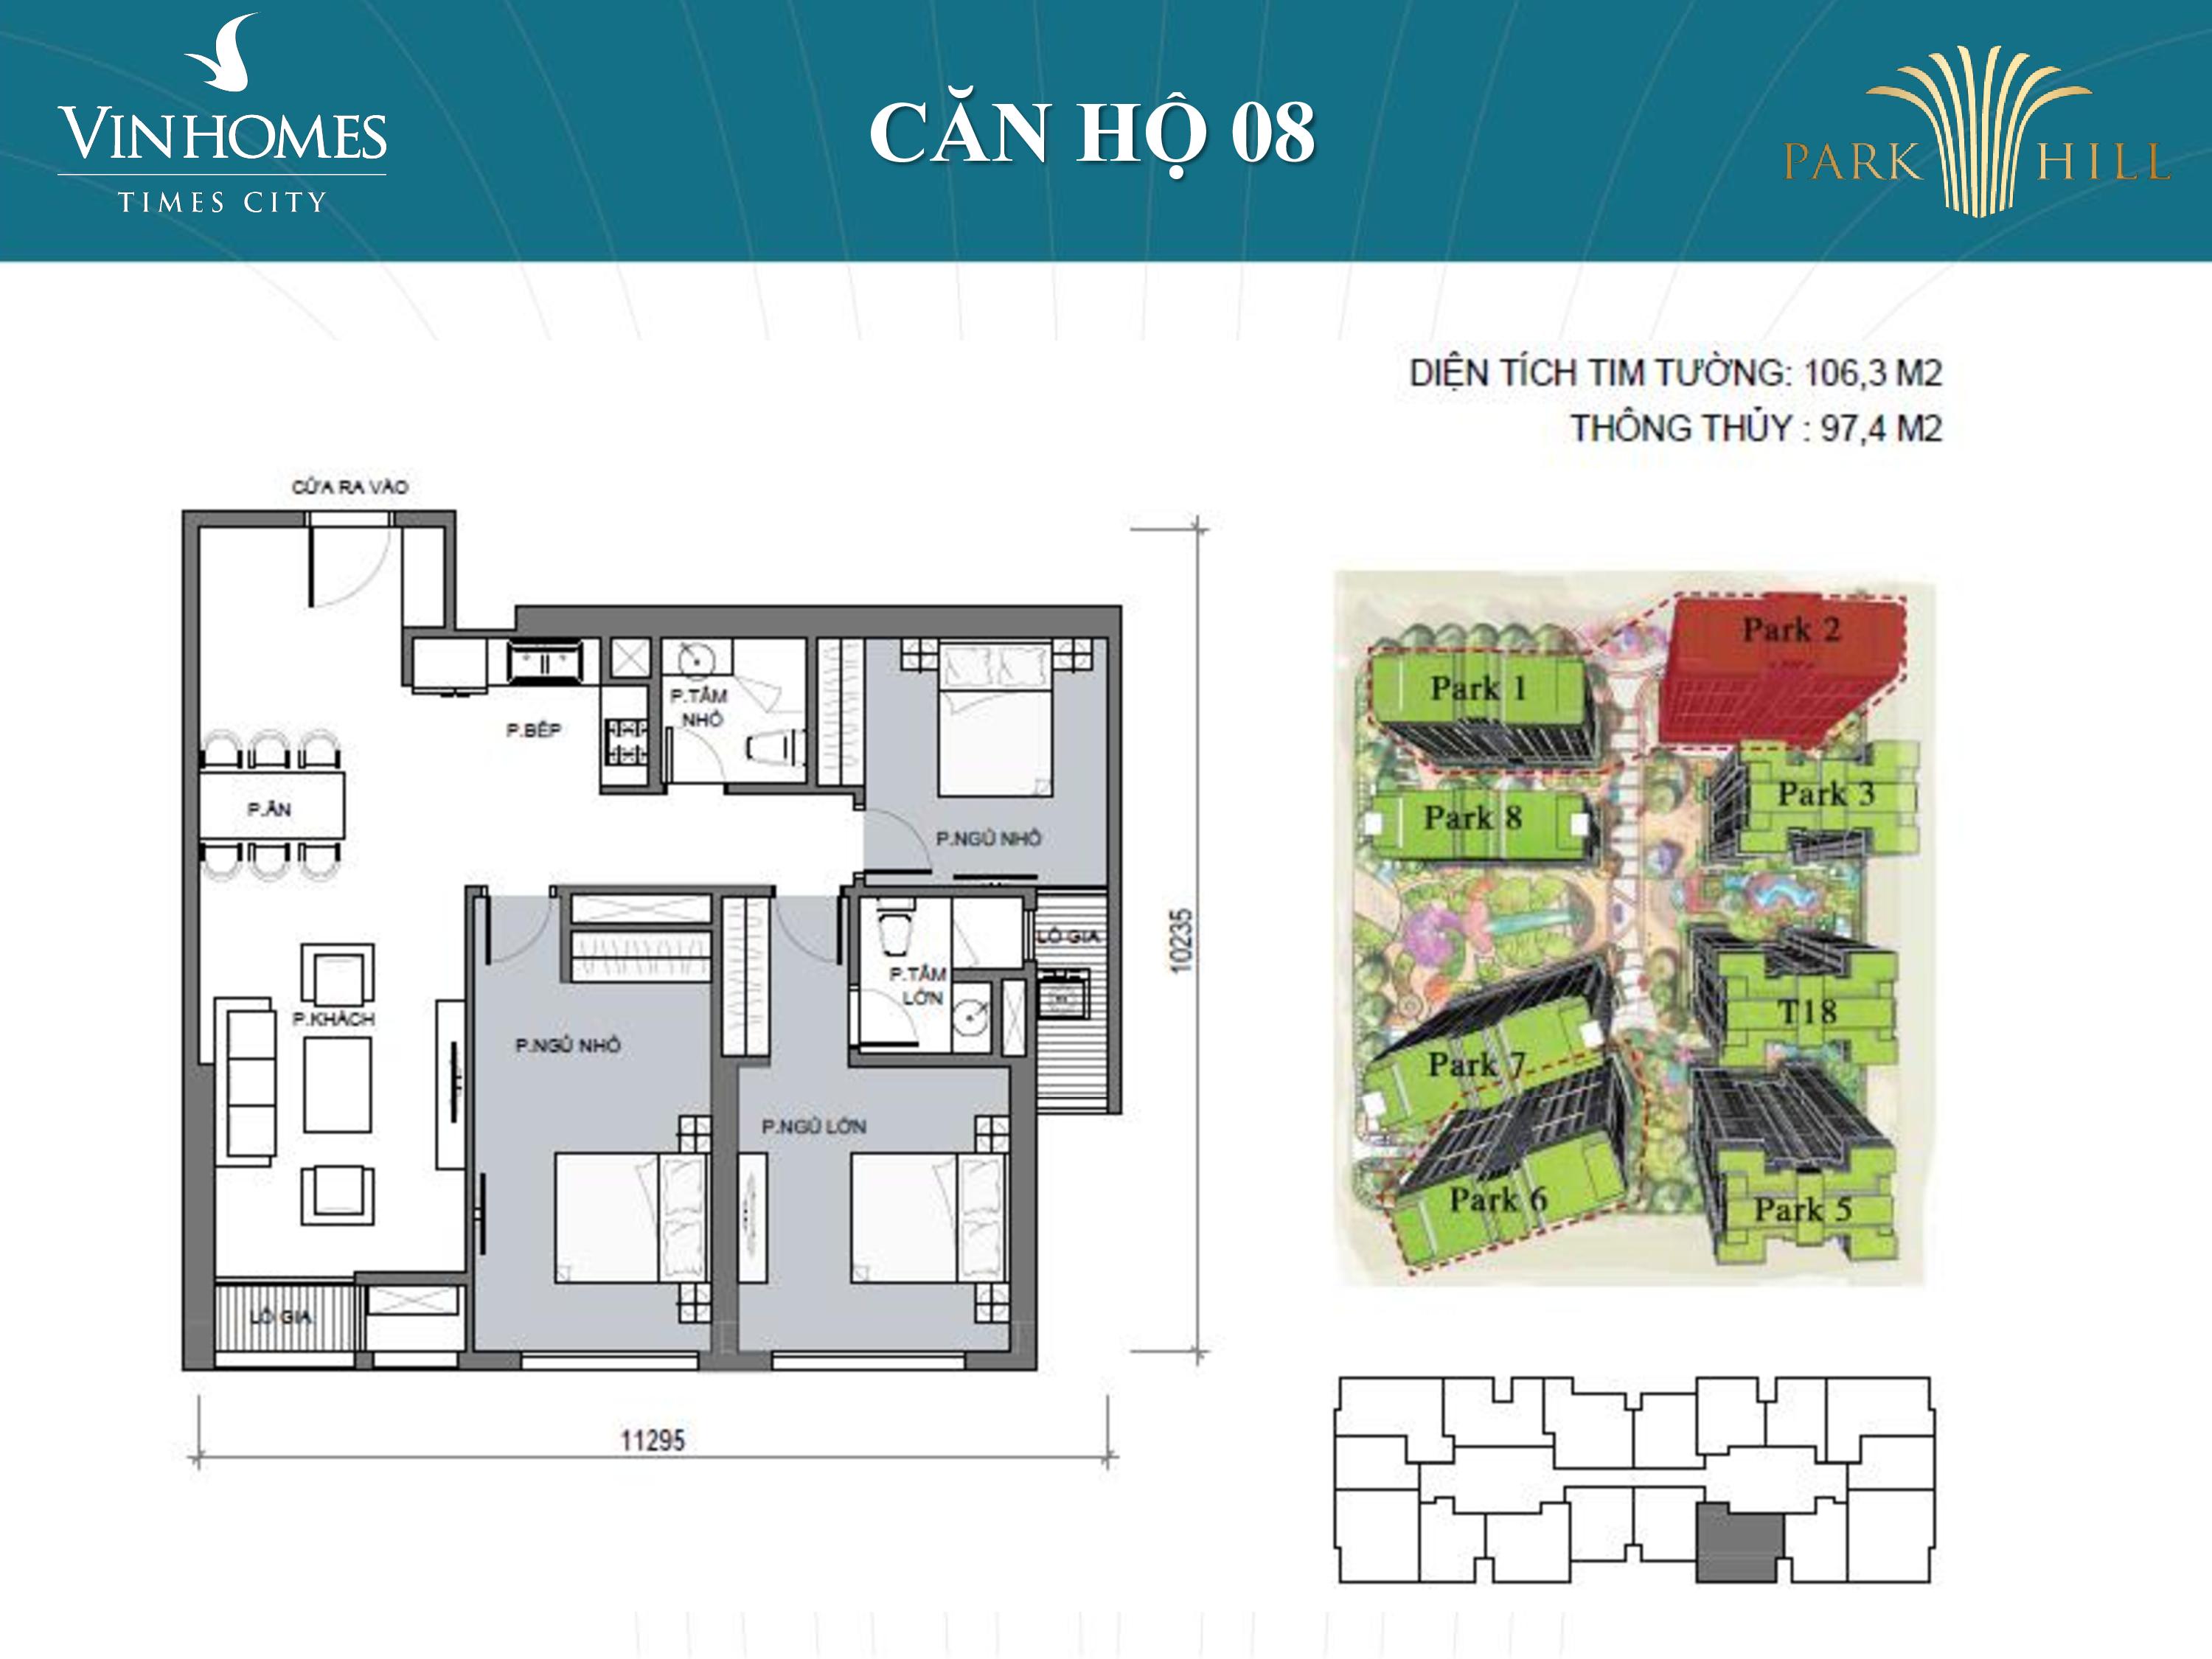 VINHOMES
TIMES CITY
CĂN HỘ 08
PARK HILL
DIỆN TÍCH TIM TƯỜNG: 106,3 M2
THÔNG THỦY : 97,4 M2
CỬA RA VÀO
P.TẮM
NHỎ
P.BẾP
P.ĂN
P.NGỦ NHỎ
LÔ GIA
P.TẮM
LỚN
P.KHÁCH
P.NGỦ NHỎ
P.NGỦ LỚN
LÔ GIA
10235
11295
Park 2
Park 1
Park 3
Park 8
T18
Park 7
Park 6
Park 5